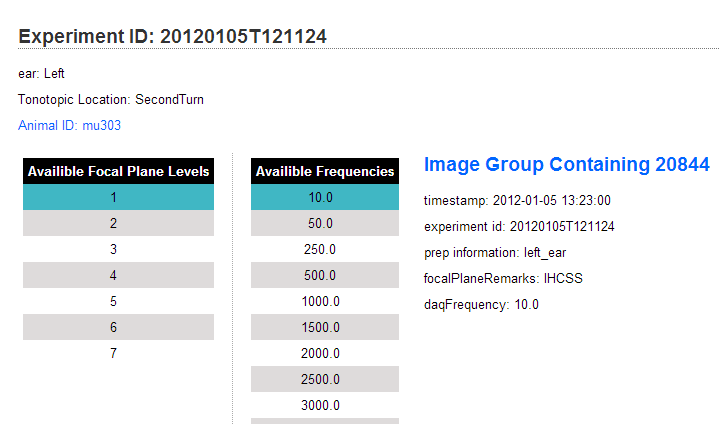 Experiment ID: 20120105T121124
ear: Left
Tonotopic Location: SecondTurn
Animal ID: mu303
Availible Focal Plane Levels
1
2
3
4
5
6
7
Availible Frequencies
10.0
50.0
250.0
500.0
1000.0
1500.0
2000.0
2500.0
3000.0
Image Group Containing 20844
timestamp: 2012-01-05 13:23:00
experiment id: 20120105T121124
prep information: left_ear
focalPlaneRemarks: IHCSS
daqFrequency: 10.0